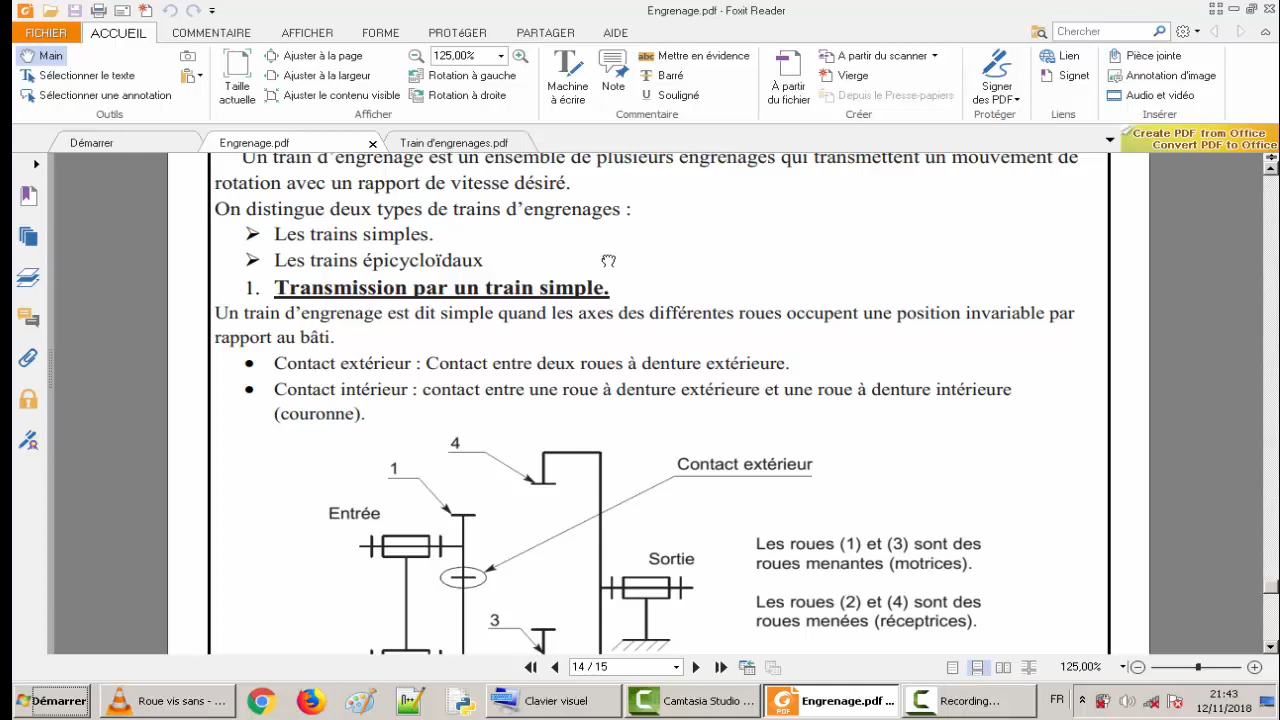 Engrenage.pdf - Foxit Reader
FICHIER ACCUEIL COMMENTAIRE AFFICHER FORME PROTéGER PARTAGER AIDE Chercher
Main
Sélectionner le texte
Sélectionner une annotation
Outils
Taille actuelle
Ajuster à la page
Ajuster à la largeur
Ajuster le contenu visible
125,00%
Rotation à gauche
Rotation à droite
Afficher
Machine à écrire
Note
Mettre en évidence
Barré
Souligné
Commentaire
A partir du fichier
A partir du scanner
Vierge
Depuis le Presse-papiers
Créer
Signer des PDF
Protéger
Lien
Signet
Liens
Pièce jointe
Annotation d'image
Audio et vidéo
Insérer
Démarrer Engrenage.pdf Train d'engrenages.pdf
Create PDF from Office
Convert PDF to Office
Un train d'engrenage est un ensemble de plusieurs engrenages qui transmettent un mouvement de
rotation avec un rapport de vitesse désiré.
On distingue deux types de trains d'engrenages :
➢ Les trains simples.
➢ Les trains épicycloïdaux
1. Transmission par un train simple.
Un train d'engrenage est dit simple quand les axes des différentes roues occupent une position invariable par
rapport au bâti.
• Contact extérieur : Contact entre deux roues à denture extérieure.
• Contact intérieur : contact entre une roue à denture extérieure et une roue à denture intérieure
(couronne).
4
1
Contact extérieur
Entrée
Sortie
3
Les roues (1) et (3) sont des
roues menantes (motrices).
Les roues (2) et (4) sont des
roues menées (réceptrices).
14 / 15
125,00%
Démarrer Roue vis sans - ... Clavier visuel Camtasia Studio ... Engrenage.pdf ... Recording... FR 21:43
12/11/2018
PDF